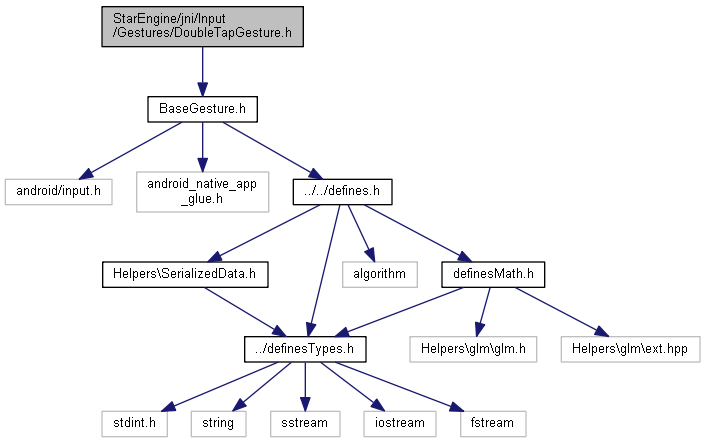 StarEngine/jni/Input
/Gestures/DoubleTapGesture.h
BaseGesture.h
android/input.h
android_native_app
_glue.h
../../defines.h
Helpers\SerializedData.h
algorithm
definesMath.h
../definesTypes.h
Helpers\glm\glm.h
Helpers\glm\ext.hpp
stdint.h
string
sstream
iostream
fstream